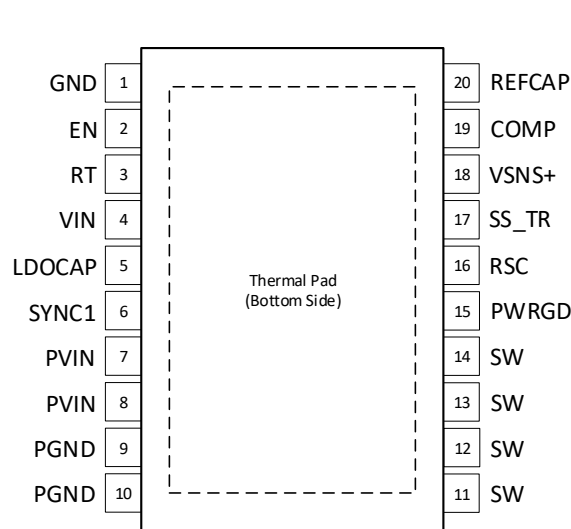 GND 1
EN 2
RT 3
VIN 4
LDOCAP 5
SYNC1 6
PVIN 7
PVIN 8
PGND 9
PGND 10
Thermal Pad
(Bottom Side)
20 REFCAP
19 COMP
18 VSNS+
17 SS_TR
16 RSC
15 PWRGD
14 SW
13 SW
12 SW
11 SW